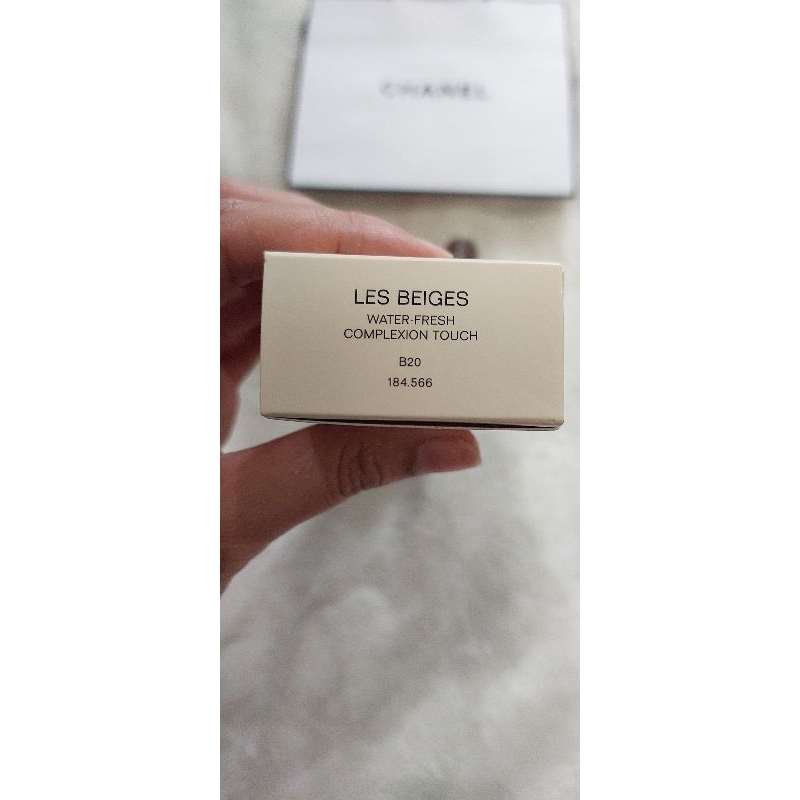 CHANEL
LES BEIGES
WATER-FRESH
COMPLEXION TOUCH
B20
184.566